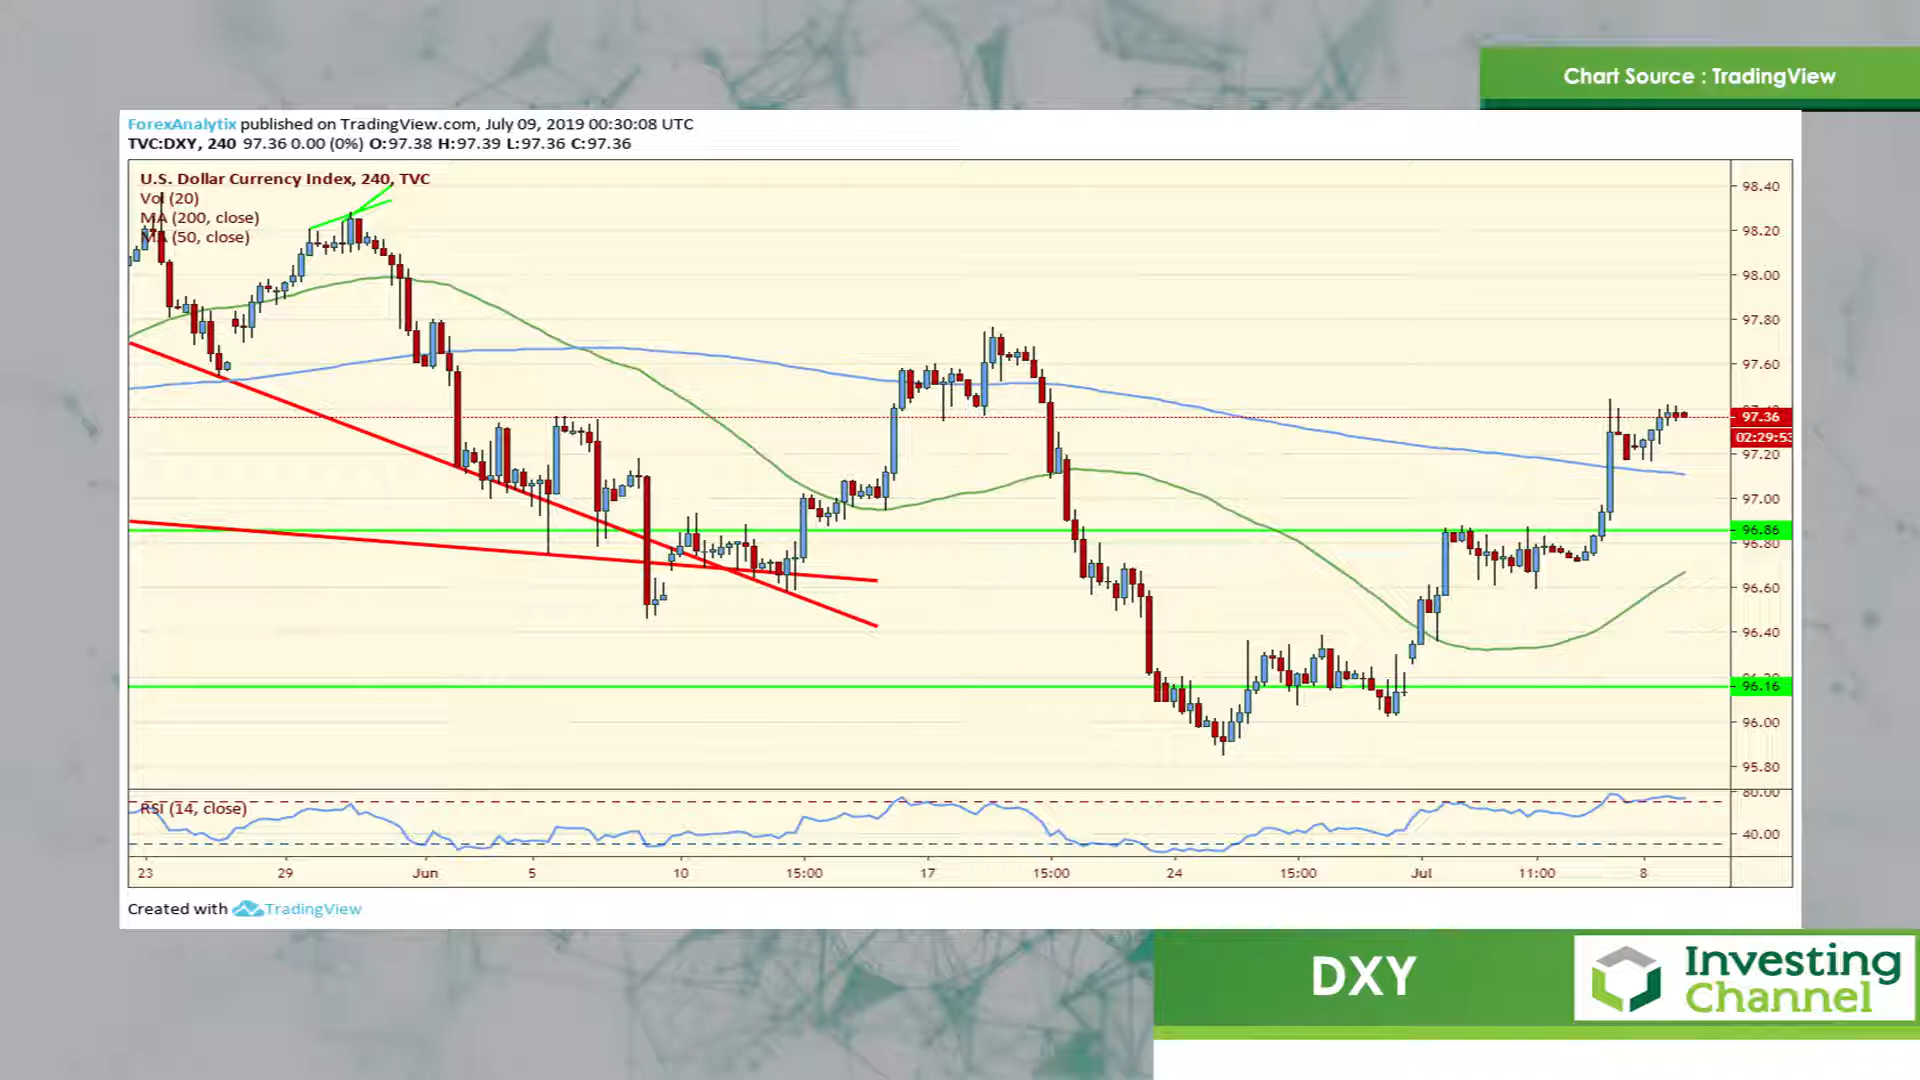 Chart Source : TradingView
ForexAnalytix published on TradingView.com, July 09, 2019 00:30:08 UTC
TVC:DXY, 240 97.36 0.00 (0%) O:97.38 H:97.39 L:97.36 C:97.36
U.S. Dollar Currency Index, 240, TVC
Vol (20)
MA (200, close)
MA (50, close)
98.40
98.20
98.00
97.80
97.60
97.36
02:29:53
97.20
97.00
96.86
96.80
96.60
96.40
96.16
96.00
95.80
RSI (14, close)
80.00
40.00
23 29 Jun 5 10 15:00 17 15:00 24 15:00 Jul 11:00 8
Created with TradingView
DXY
Investing
Channel